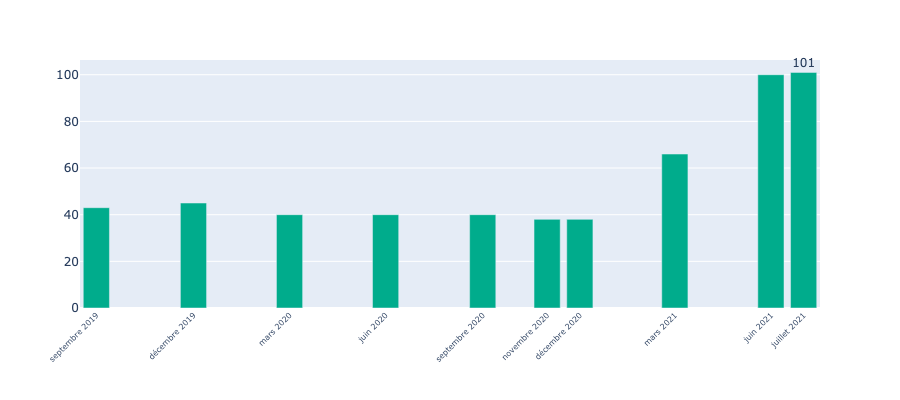 101
100
80
60
40
20
0
septembre 2019
décembre 2019
mars 2020
juin 2020
septembre 2020
novembre 2020
décembre 2020
mars 2021
juin 2021
juillet 2021